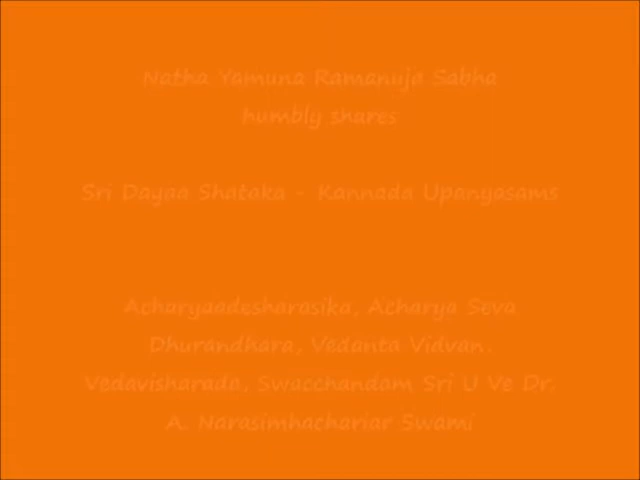 Natha Yamuna Ramanuja Sabha
humbly shares
Sri Dayaa Shataka - Kannada Upanyasams
Acharyaadesharasika, Acharya Seva
Dhurandhara, Vedanta Vidvan.
Vedavisharada, Swacchandam Sri U Ve Dr.
A. Narasimhachariar Swami